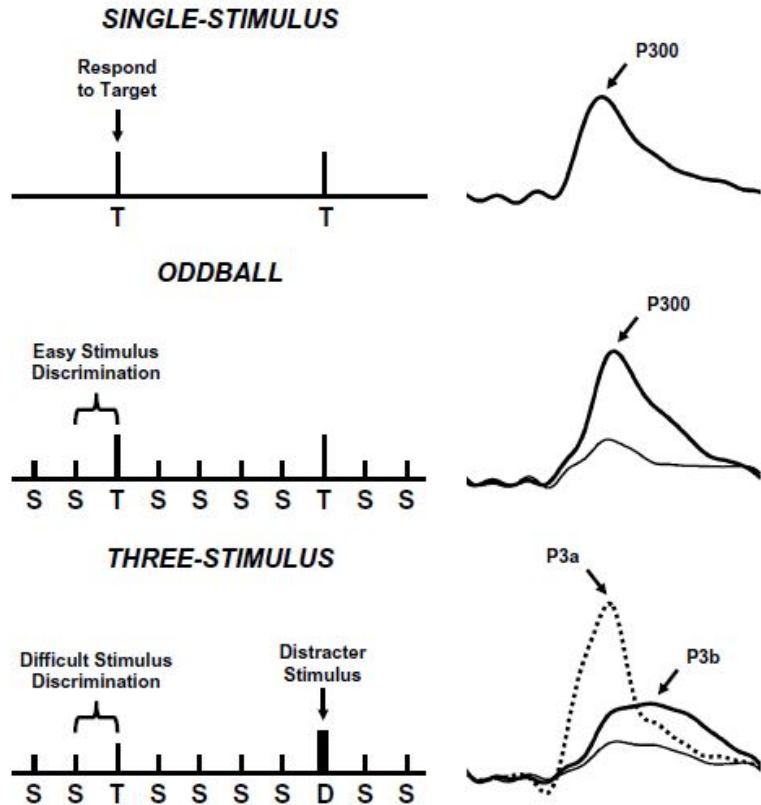 SINGLE-STIMULUS
Respond
to Target
P300
T T
ODDBALL
Easy Stimulus
Discrimination
P300
S S T S S S S T S S
THREE-STIMULUS
P3a
Difficult Stimulus
Discrimination
Distracter
Stimulus
P3b
S S T S S S S D S S